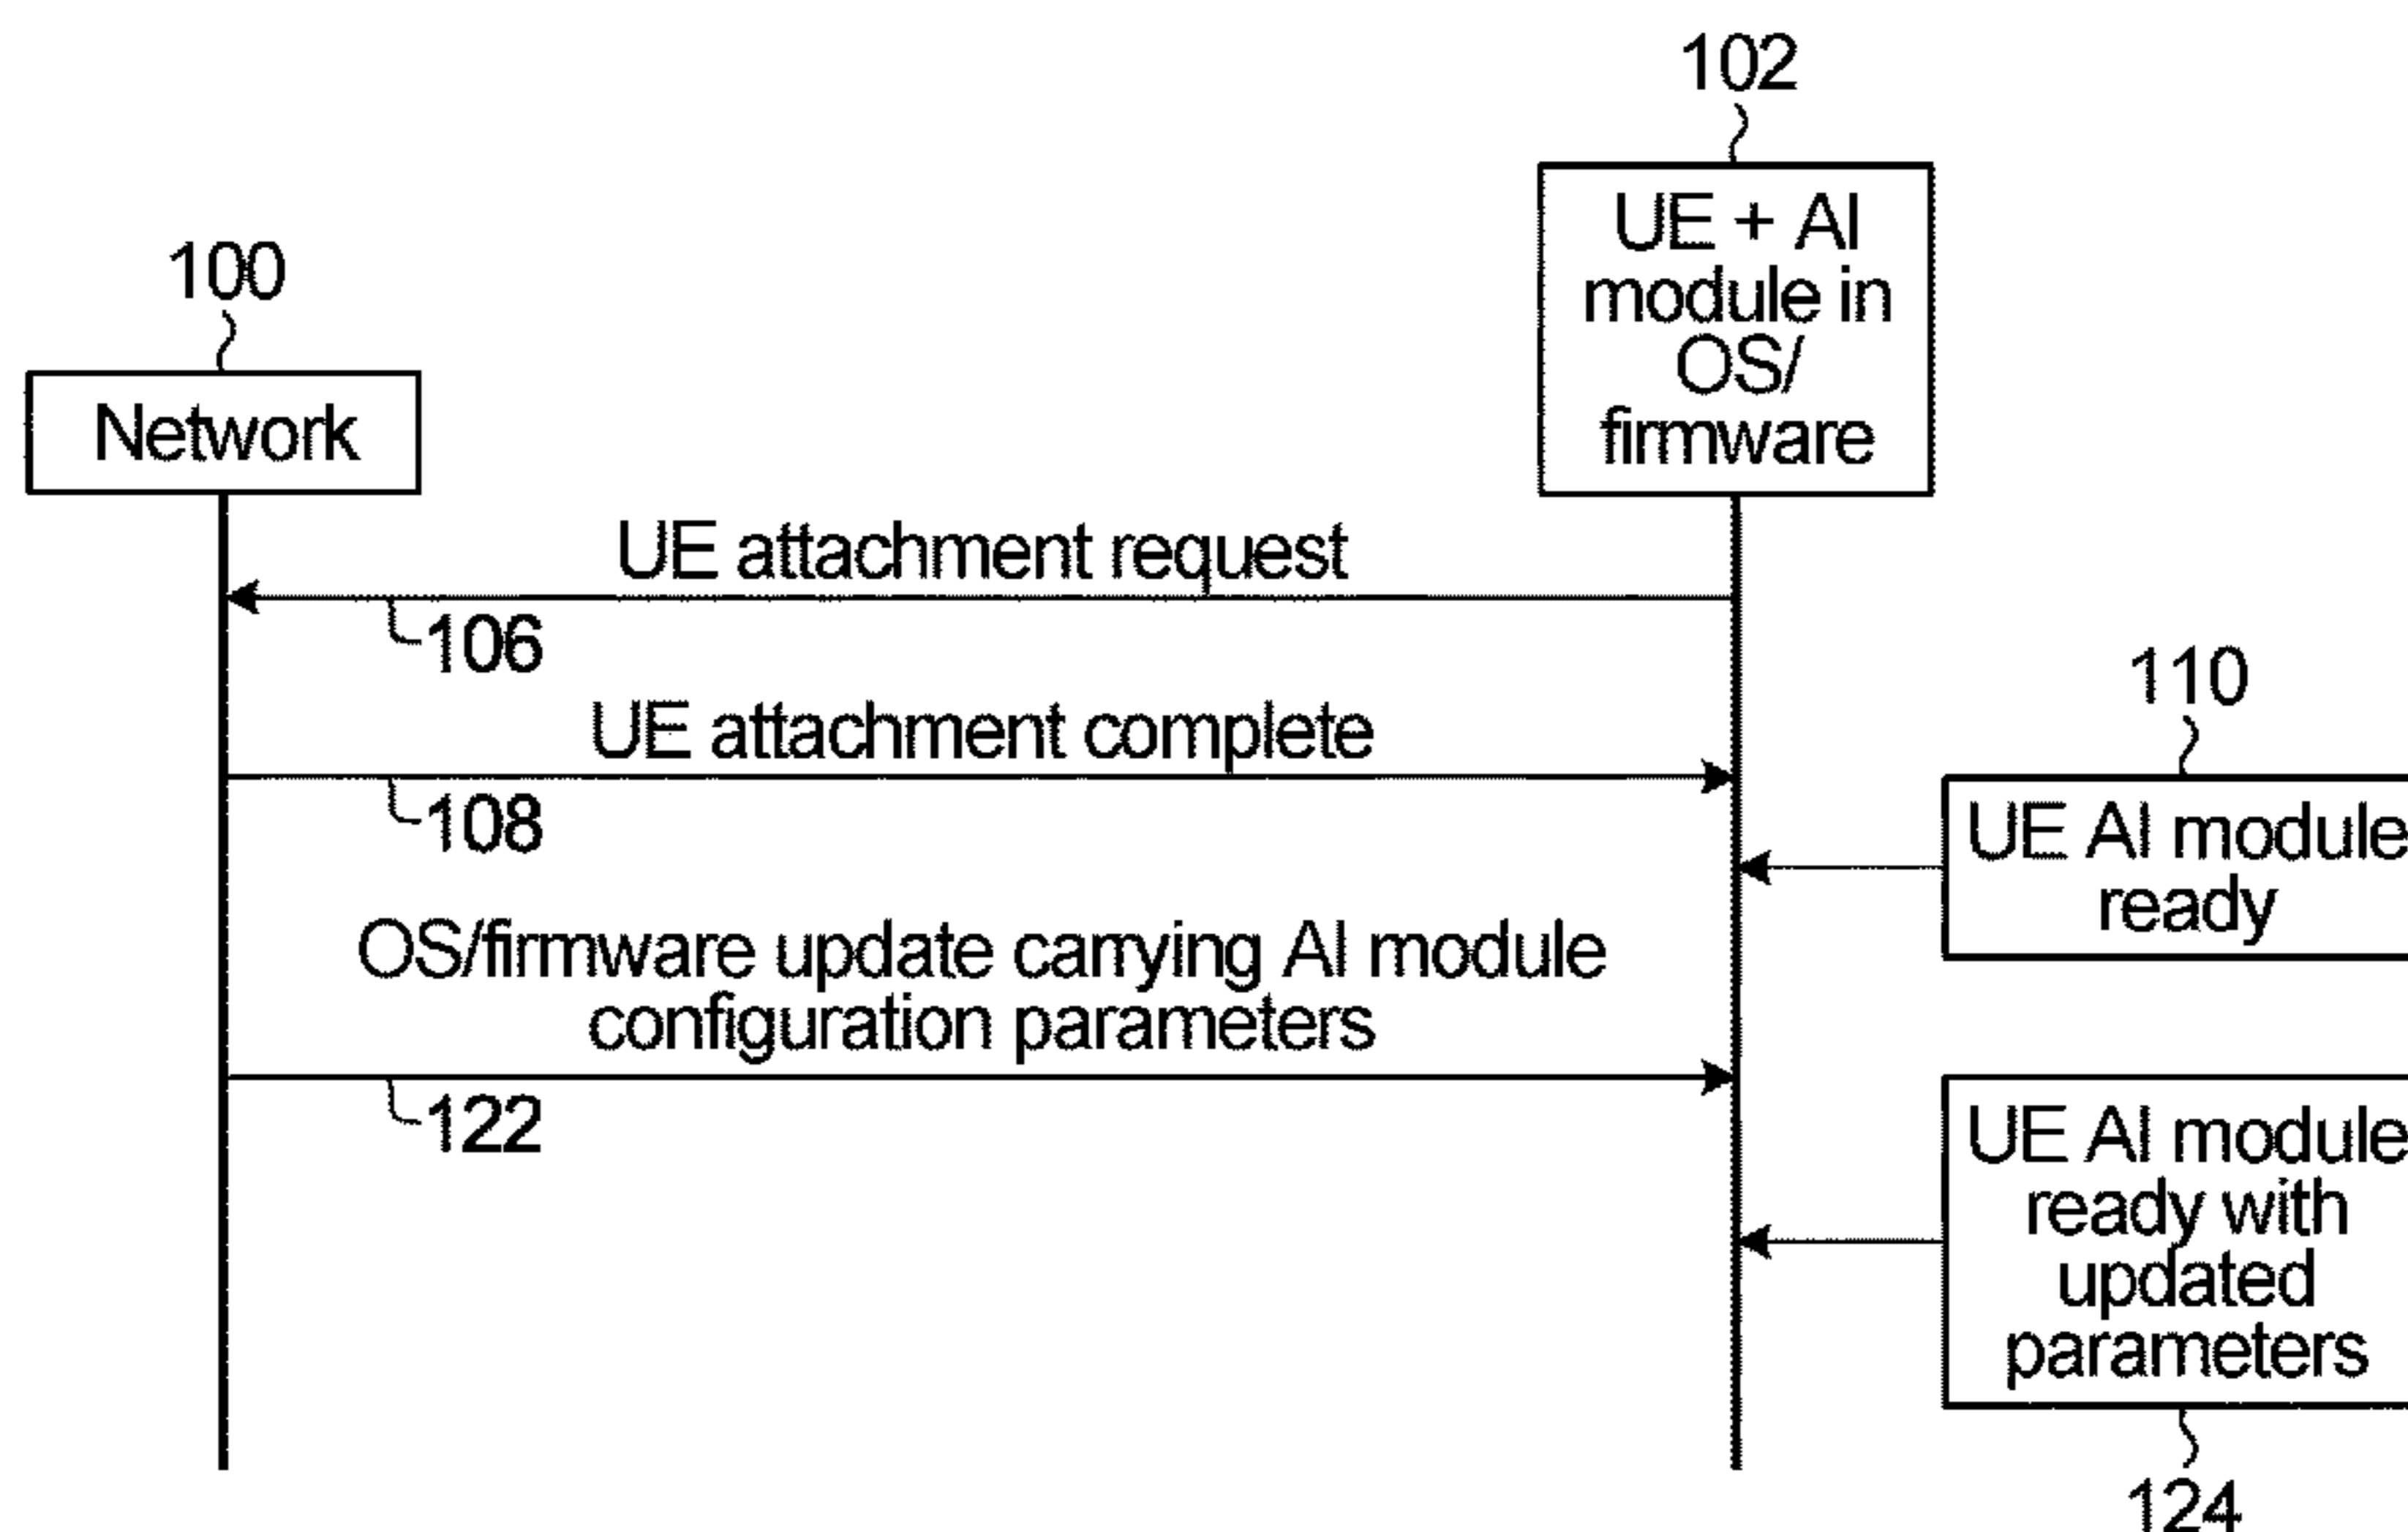 102
UE + AI
module in
OS/
firmware
100
Network
UE attachment request
106
UE attachment complete
108
110
UE AI module
ready
OS/firmware update carrying AI module
configuration parameters
122
UE AI module
ready with
updated
parameters
124